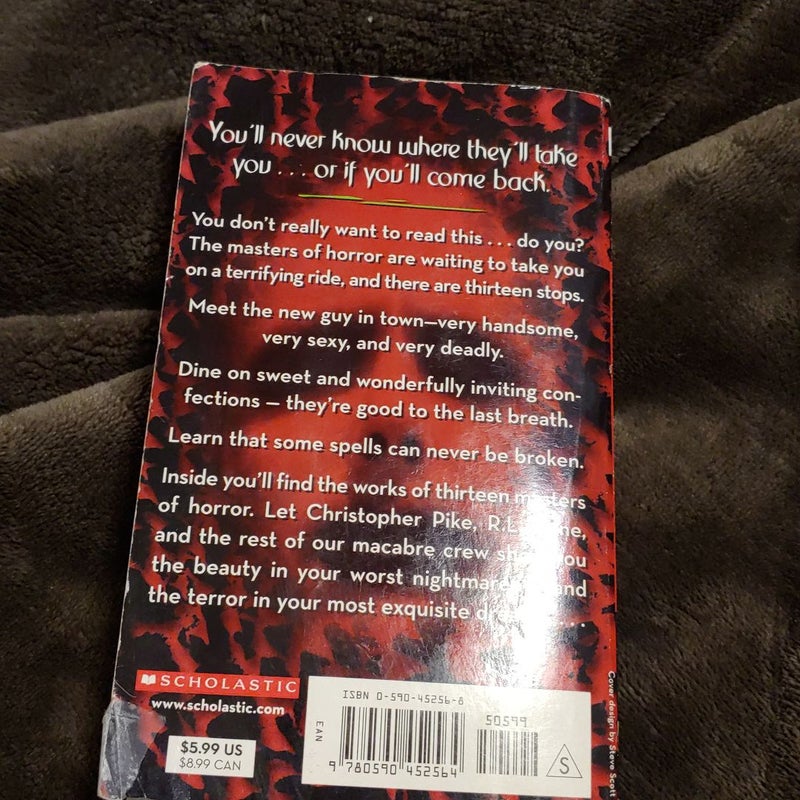 You'll never know where they'll take
you . . . or if you'll come back.
You don't really want to read this . . . do you?
The masters of horror are waiting to take you
on a terrifying ride, and there are thirteen stops.
Meet the new guy in town—very handsome,
very sexy, and very deadly.
Dine on sweet and wonderfully inviting con-
fections — they're good to the last breath.
Learn that some spells can never be broken.
Inside you'll find the works of thirteen
of horror. Let Christopher Pike,
and the rest of our macabre crew
the beauty in your worst
the terror in your most exquisite
SCHOLASTIC
www.scholastic.com
$5.99 US
$8.99 CAN
ISBN 0-590-45256-8
50599
EAN
9 780590 452564
S
Cover design by Steve Scott